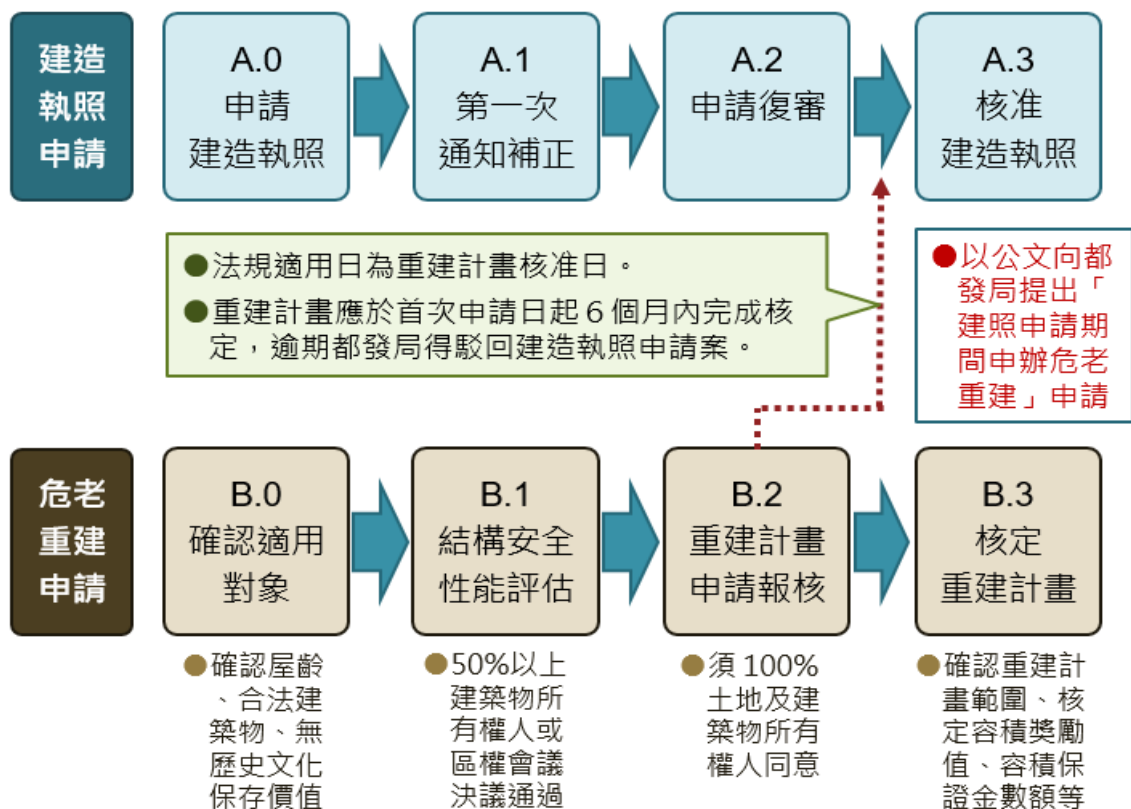 建造
執照
申請
A.0
申請
建造執照
A.1
第一次
通知補正
A.2
申請復審
A.3
核准
建造執照
●法規適用日為重建計畫核准日。
●重建計畫應於首次申請日起6個月內完成核
定，逾期都發局得駁回建造執照申請案。
●以公文向都
發局提出「
建照申請期
間申辦危老
重建」申請
危老
重建
申請
B.0
確認適用
對象
B.1
結構安全
性能評估
B.2
重建計畫
申請報核
B.3
核定
重建計畫
●確認屋齡
、合法建
築物、無
歷史文化
保存價值
●50%以上
建築物所
有權人或
區權會議
決議通過
●須100%
土地及建
築物所有
權人同意
●確認重建計
畫範圍、核
定容積獎勵
值、容積保
證金數額等